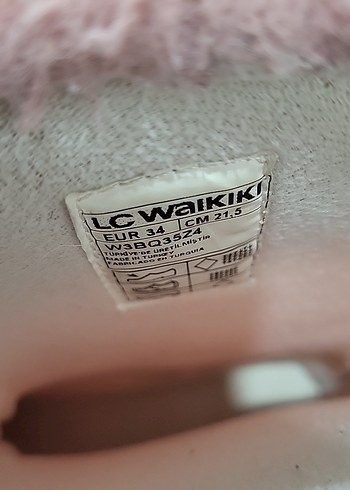 LC WAIKIKI
EUR 34 CM 21.5
W3BQ35Z4
TÜRKİYE'DE ÜRETİLMİŞTİR
MADE IN TURKEY
FABRICADO EN TURQUIA